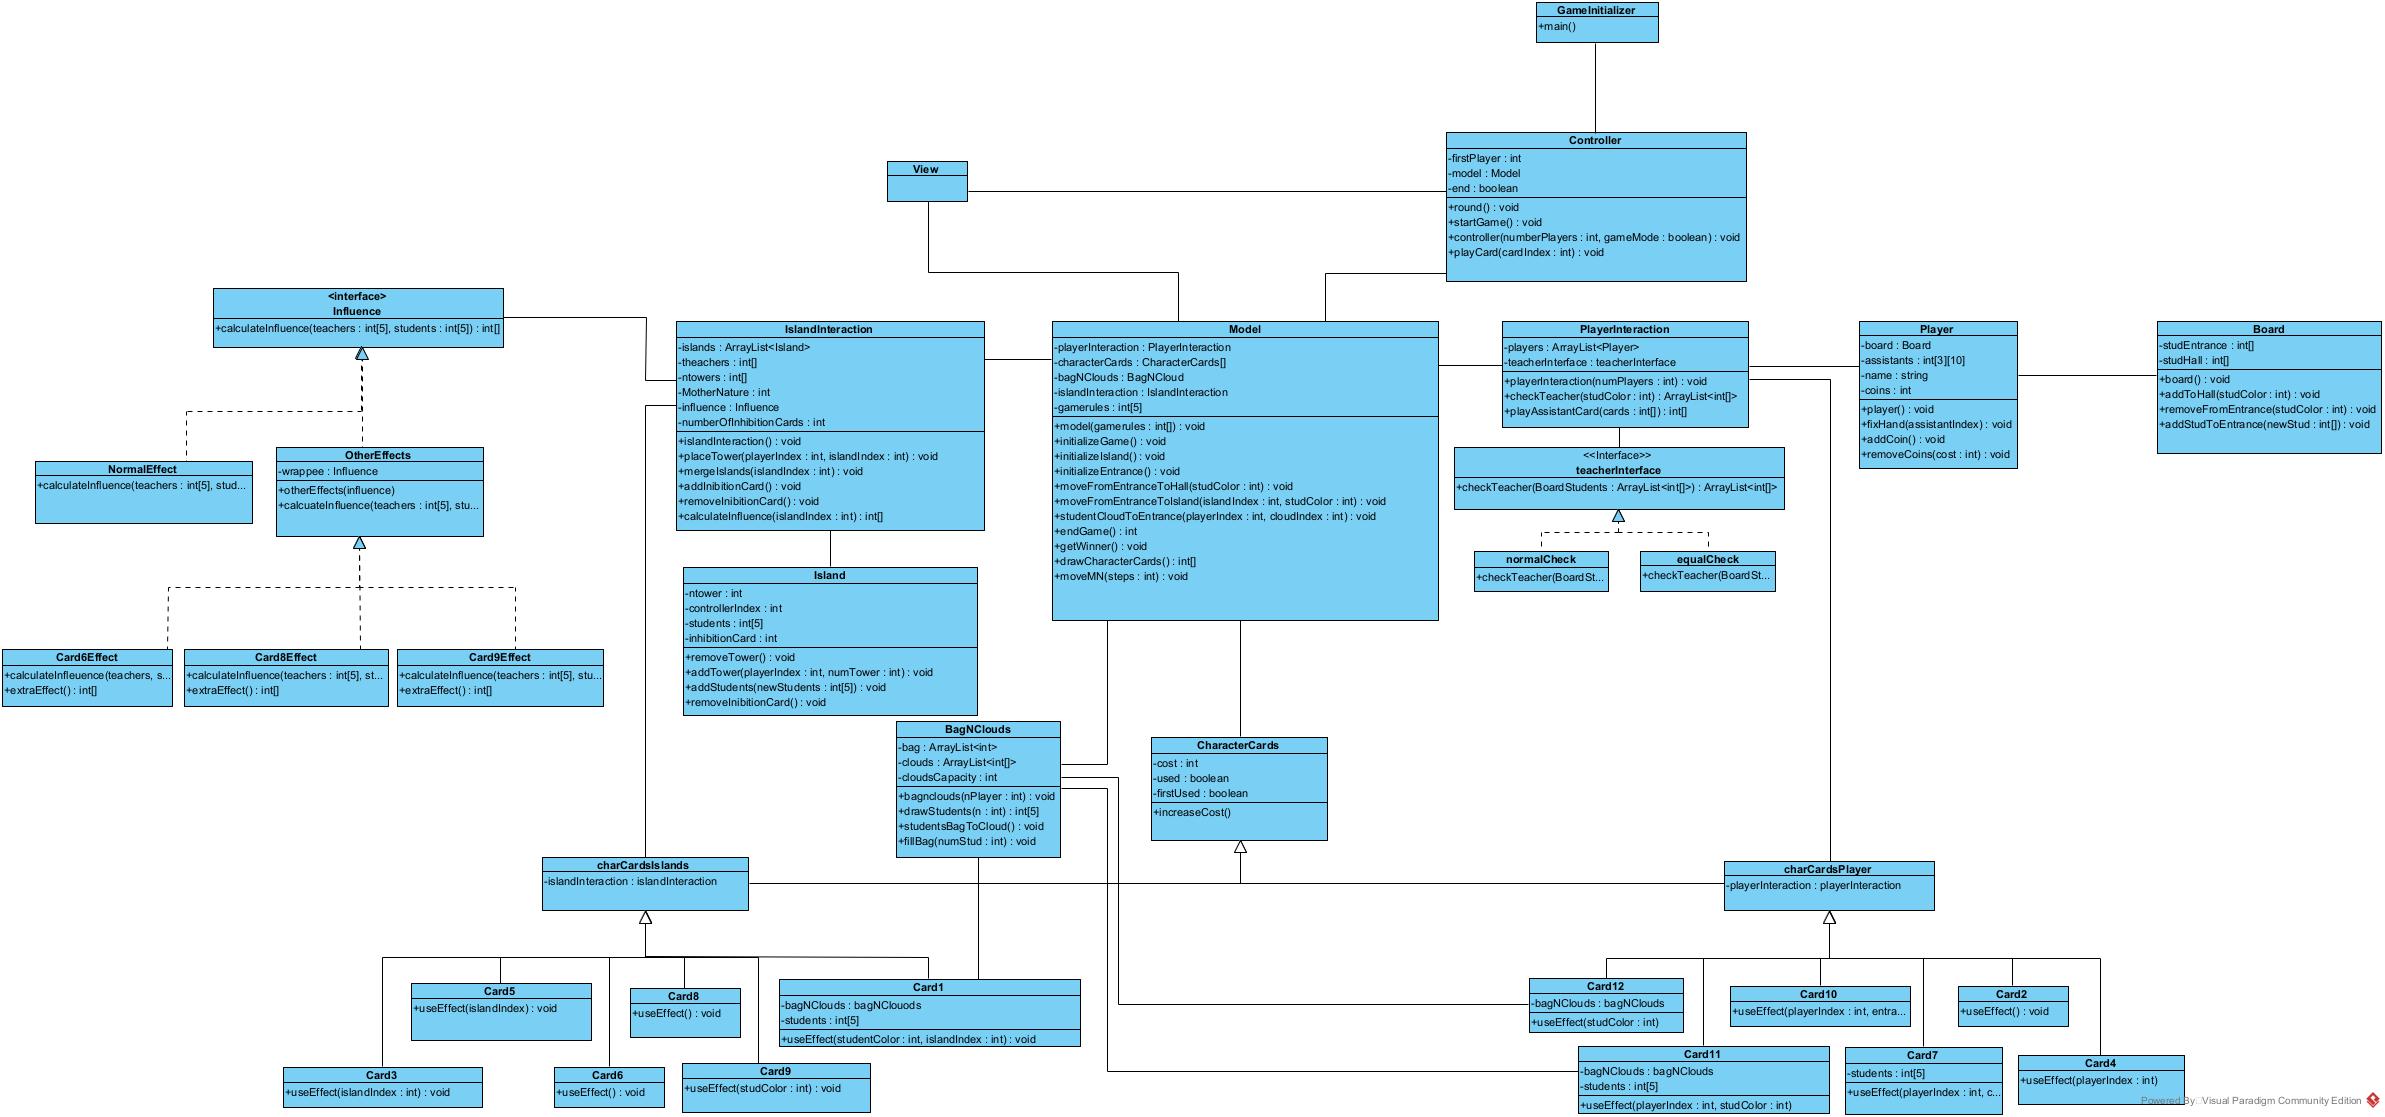 GameInitializer
+main()
Controller
-firstPlayer : int
-model : Model
-end : boolean
+round() : void
+startGame() : void
+controller(numberPlayers : int, gameMode : boolean) : void
+playCard(cardIndex : int) : void
View
<interface>
Influence
+calculateInfluence(teachers : int[5], students : int[5]) : int[]
IslandInteraction
-islands : ArrayList<Island>
-theachers : int[]
-ntowers : int[]
-MotherNature : int
-influence : Influence
-numberOfInhibitionCards : int
+islandInteraction() : void
+placeTower(playerIndex : int, islandIndex : int) : void
+mergeIslands(islandIndex : int) : void
+addInibitionCard() : void
+removeInibitionCard() : void
+calculateInfluence(islandIndex : int) : int[]
Model
-playerInteraction : PlayerInteraction
-characterCards : CharacterCards[]
-bagNClouds : BagNCloud
-islandInteraction : IslandInteraction
-gamerules : int[5]
+model(gamerules : int[]) : void
+initializeGame() : void
+initializeIsland() : void
+initializeEntrance() : void
+moveFromEntranceToHall(studColor : int) : void
+moveFromEntranceToIsland(islandIndex : int, studColor : int) : void
+studentCloudToEntrance(playerIndex : int, cloudIndex : int) : void
+endGame() : int
+getWinner() : void
+drawCharacterCards() : int[]
+moveMN(steps : int) : void
PlayerInteraction
-players : ArrayList<Player>
-teacherInterface : teacherInterface
+playerInteraction(numPlayers : int) : void
+checkTeacher(studColor : int) : ArrayList<int[]>
+playAssistantCard(cards : int[]) : int[]
Player
-board : Board
-assistants : int[3][10]
-name : string
-coins : int
+player() : void
+fixHand(assistantIndex) : void
+addCoin() : void
+removeCoins(cost : int) : void
Board
-studEntrance : int[]
-studHall : int[]
+board() : void
+addToHall(studColor : int) : void
+removeFromEntrance(studColor : int) : void
+addStudToEntrance(newStud : int[]) : void
NormalEffect
+calculateInfluence(teachers : int[5], stud...
OtherEffects
-wrappee : Influence
+otherEffects(influence)
+calcuateInfluence(teachers : int[5], stu...
<<Interface>>
teacherInterface
+checkTeacher(BoardStudents : ArrayList<int[]>) : ArrayList<int[]>
normalCheck
+checkTeacher(BoardSt...
equalCheck
+checkTeacher(BoardSt...
Island
-ntower : int
-controllerIndex : int
-students : int[5]
-inhibitionCard : int
+removeTower() : void
+addTower(playerIndex : int, numTower : int) : void
+addStudents(newStudents : int[5]) : void
+removeInibitionCard() : void
Card6Effect
+calculateInfleuence(teachers, s...
+extraEffect() : int[]
Card8Effect
+calculateInfluence(teachers : int[5], st...
+extraEffect() : int[]
Card9Effect
+calculateInfluence(teachers : int[5], stu...
+extraEffect() : int[]
BagNClouds
-bag : ArrayList<int>
-clouds : ArrayList<int[]>
-cloudsCapacity : int
+bagnclouds(nPlayer : int) : void
+drawStudents(n : int) : int[5]
+studentsBagToCloud() : void
+fillBag(numStud : int) : void
CharacterCards
-cost : int
-used : boolean
-firstUsed : boolean
+increaseCost()
charCardsIslands
-islandInteraction : islandInteraction
charCardsPlayer
-playerInteraction : playerInteraction
Card5
+useEffect(islandIndex) : void
Card8
+useEffect() : void
Card1
-bagNClouds : bagNClouods
-students : int[5]
+useEffect(studentColor : int, islandIndex : int) : void
Card12
-bagNClouds : bagNClouds
+useEffect(studColor : int)
Card10
+useEffect(playerIndex : int, entra...
Card2
+useEffect() : void
Card3
+useEffect(islandIndex : int) : void
Card6
+useEffect() : void
Card9
+useEffect(studColor : int) : void
Card11
-bagNClouds : bagNClouds
-students : int[5]
+useEffect(playerIndex : int, studColor : int)
Card7
-students : int[5]
+useEffect(playerIndex : int, c...
Card4
+useEffect(playerIndex : int)
Powered By Visual Paradigm Community Edition